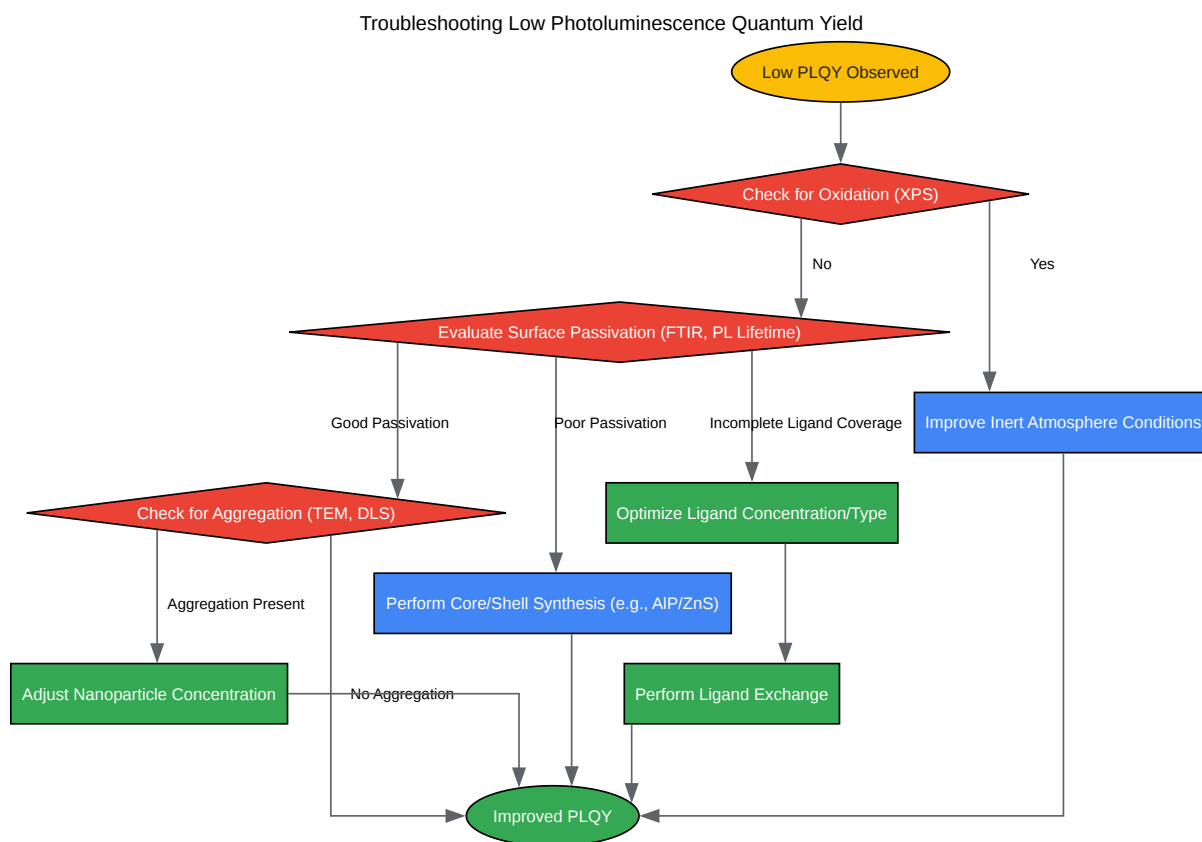 Troubleshooting Low Photoluminescence Quantum Yield
Low PLQY Observed
Check for Oxidation (XPS)
No
Yes
Evaluate Surface Passivation (FTIR, PL Lifetime)
Good Passivation
Poor Passivation
Incomplete Ligand Coverage
Improve Inert Atmosphere Conditions
Check for Aggregation (TEM, DLS)
Optimize Ligand Concentration/Type
Aggregation Present
Perform Core/Shell Synthesis (e.g., AlP/ZnS)
Adjust Nanoparticle Concentration
No Aggregation
Perform Ligand Exchange
Improved PLQY